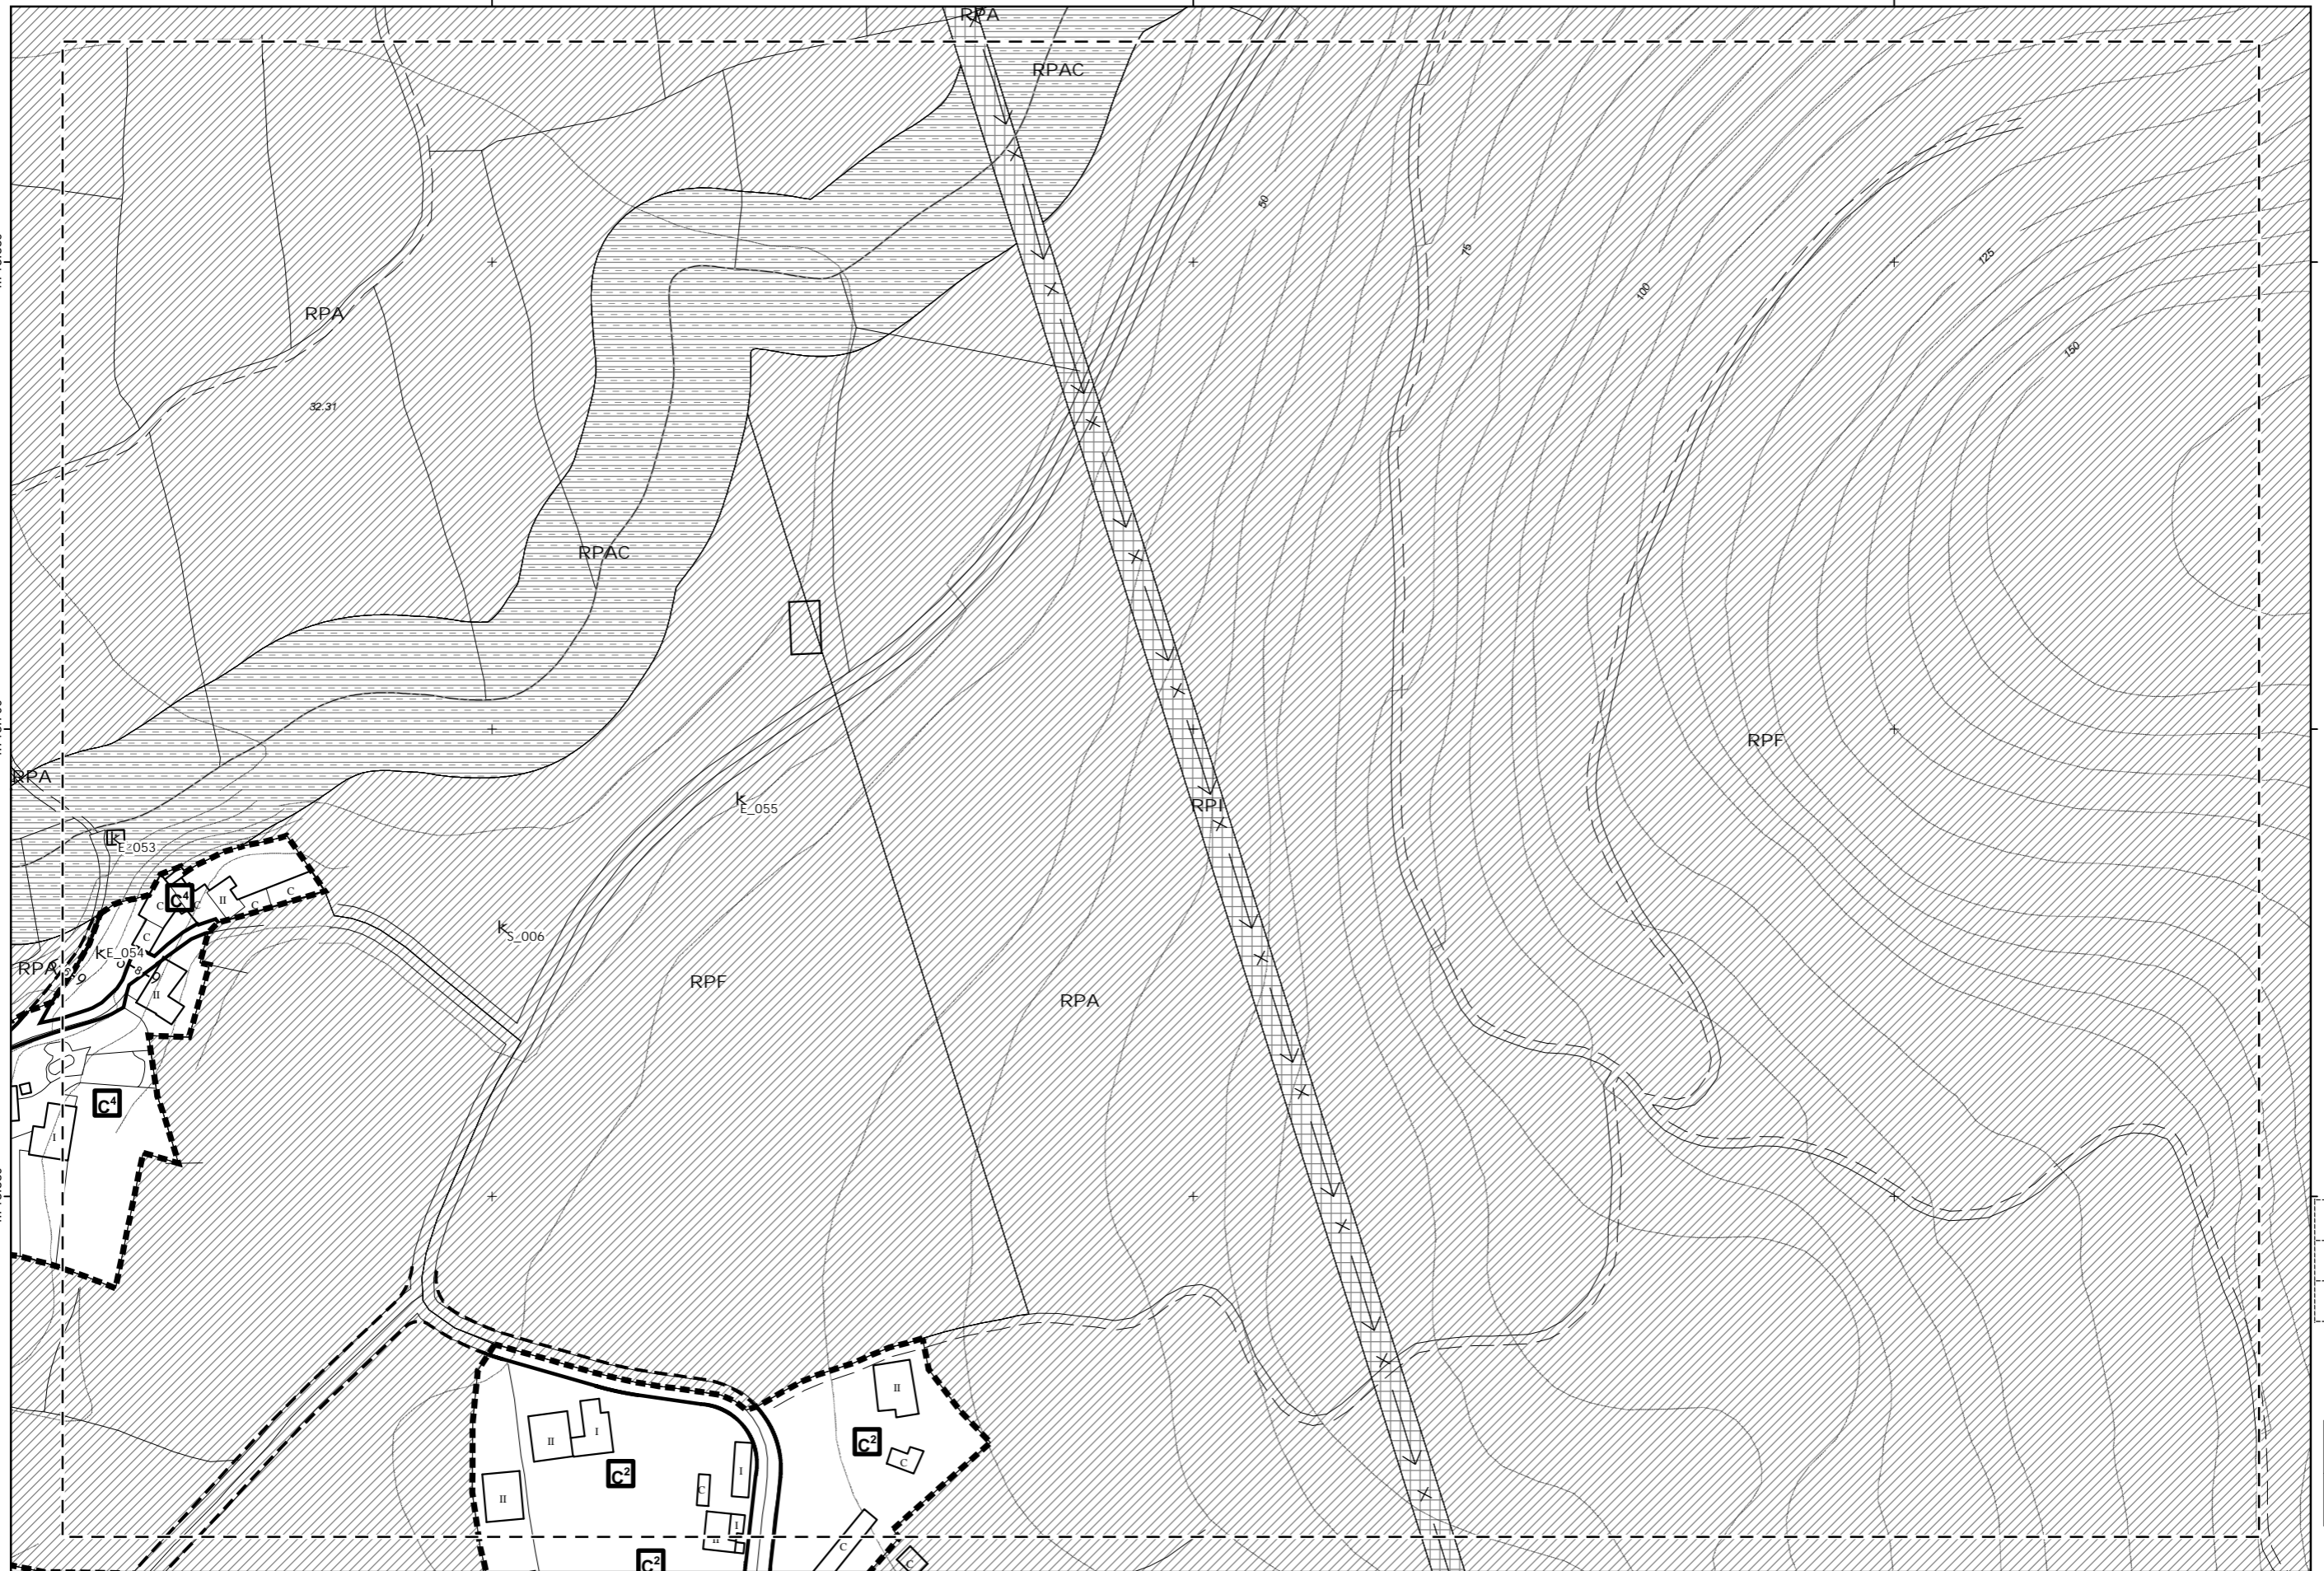 RPA
RPAC
50
75
100
125
150
RPA
32.31
RPAC
RPF
RPA
RPI
k E_055
k E_053
C⁴
C
C
II
C
C
C
k S_006
k E_054
RPA
II
RPF
RPA
C⁴
I
II
II
I
C²
C²
I
C
C
II
I
II
C
C
C²